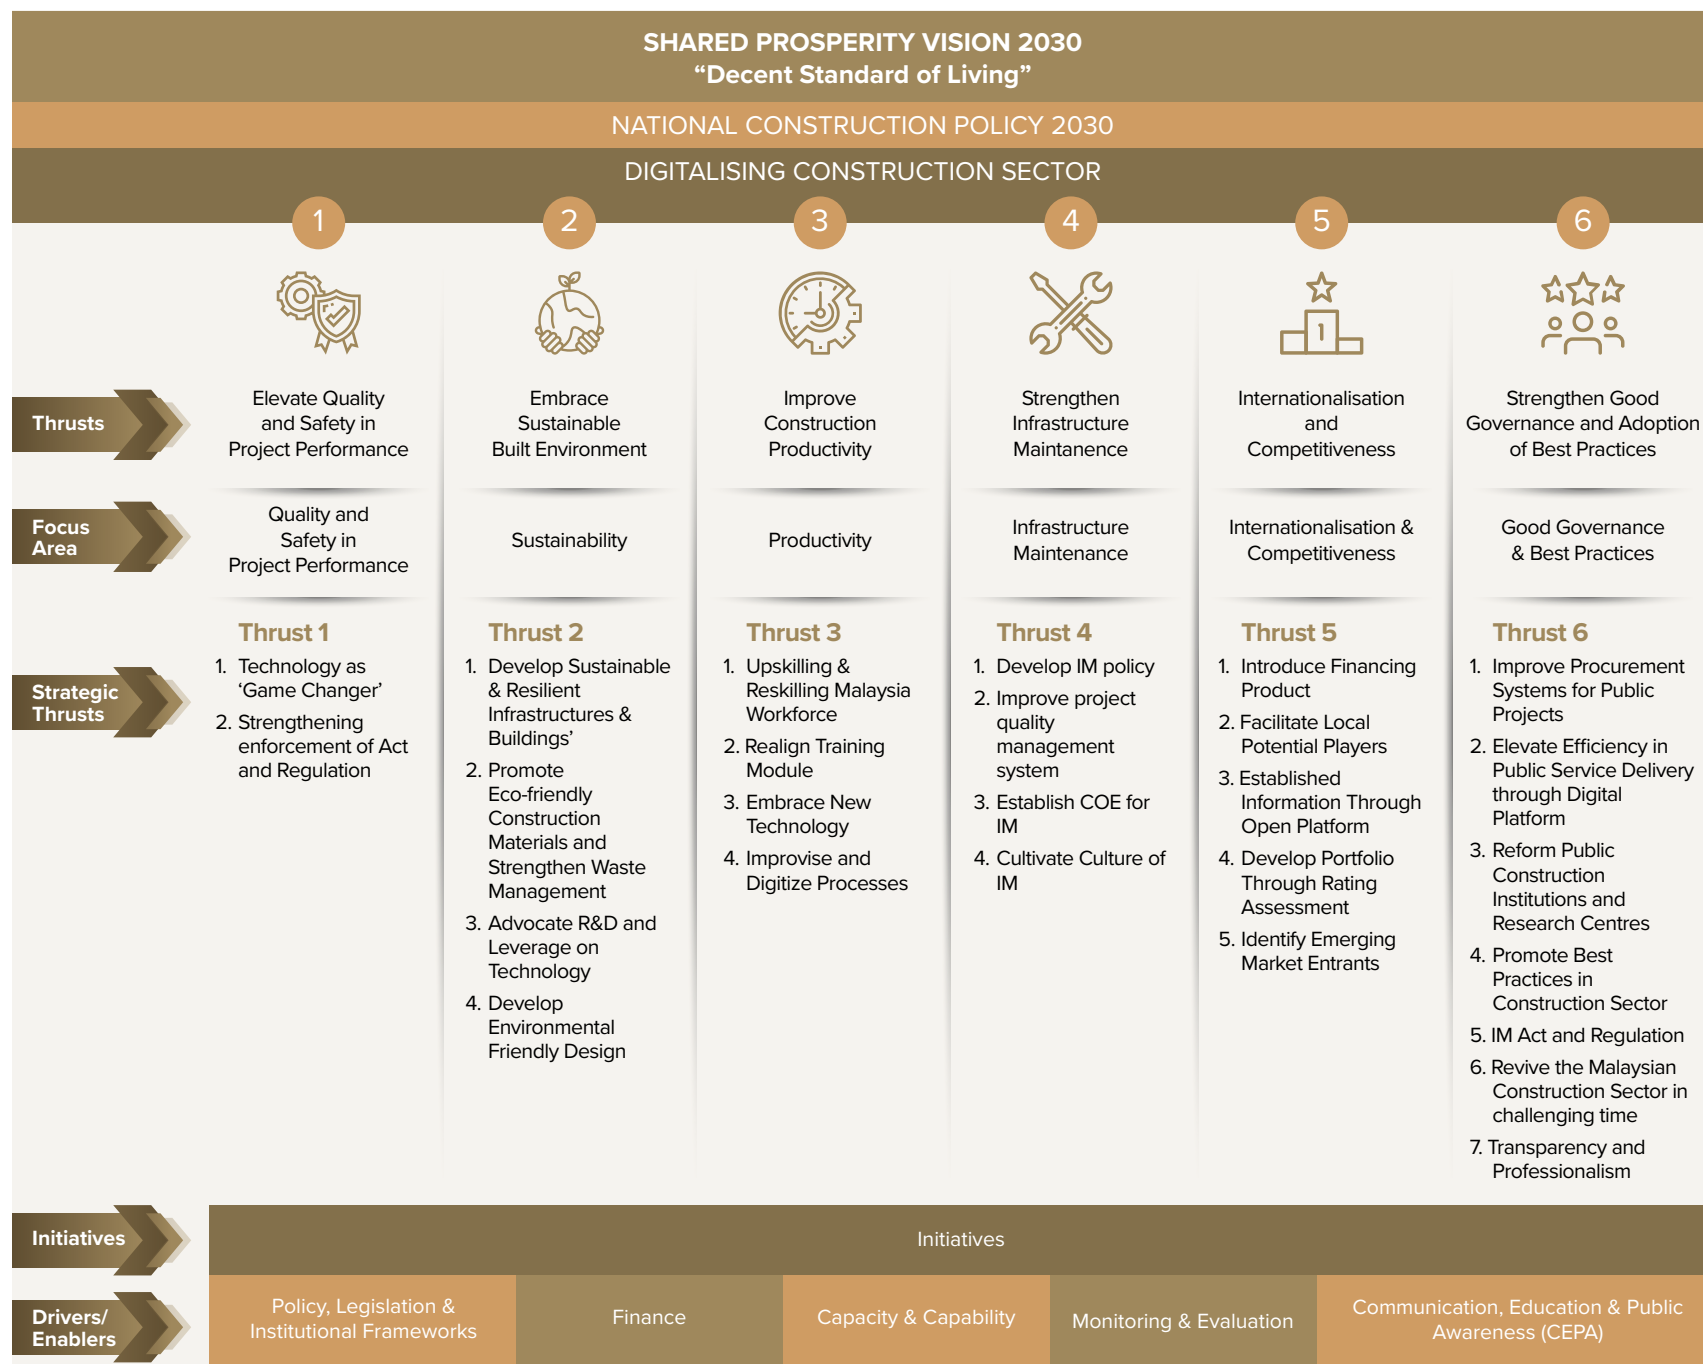 SHARED PROSPERITY VISION 2030
“Decent Standard of Living”
NATIONAL CONSTRUCTION POLICY 2030
DIGITALISING CONSTRUCTION SECTOR
1
2
3
4
5
6
1
Thrusts
Elevate Quality
and Safety in
Project Performance
Embrace
Sustainable
Built Environment
Improve
Construction
Productivity
Strengthen
Infrastructure
Maintanence
Internationalisation
and
Competitiveness
Strengthen Good
Governance and Adoption
of Best Practices
Focus
Area
Quality and
Safety in
Project Performance
Sustainability
Productivity
Infrastructure
Maintenance
Internationalisation &
Competitiveness
Good Governance
& Best Practices
Strategic
Thrusts
Thrust 1
1. Technology as
‘Game Changer’
2. Strengthening
enforcement of Act
and Regulation
Thrust 2
1. Develop Sustainable
& Resilient
Infrastructures &
Buildings’
2. Promote
Eco-friendly
Construction
Materials and
Strengthen Waste
Management
3. Advocate R&D and
Leverage on
Technology
4. Develop
Environmental
Friendly Design
Thrust 3
1. Upskilling &
Reskilling Malaysia
Workforce
2. Realign Training
Module
3. Embrace New
Technology
4. Improvise and
Digitize Processes
Thrust 4
1. Develop IM policy
2. Improve project
quality
management
system
3. Establish COE for
IM
4. Cultivate Culture of
IM
Thrust 5
1. Introduce Financing
Product
2. Facilitate Local
Potential Players
3. Established
Information Through
Open Platform
4. Develop Portfolio
Through Rating
Assessment
5. Identify Emerging
Market Entrants
Thrust 6
1. Improve Procurement
Systems for Public
Projects
2. Elevate Efficiency in
Public Service Delivery
through Digital
Platform
3. Reform Public
Construction
Institutions and
Research Centres
4. Promote Best
Practices in
Construction Sector
5. IM Act and Regulation
6. Revive the Malaysian
Construction Sector in
challenging time
7. Transparency and
Professionalism
Initiatives
Initiatives
Drivers/
Enablers
Policy, Legislation &
Institutional Frameworks
Finance
Capacity & Capability
Monitoring & Evaluation
Communication, Education & Public
Awareness (CEPA)